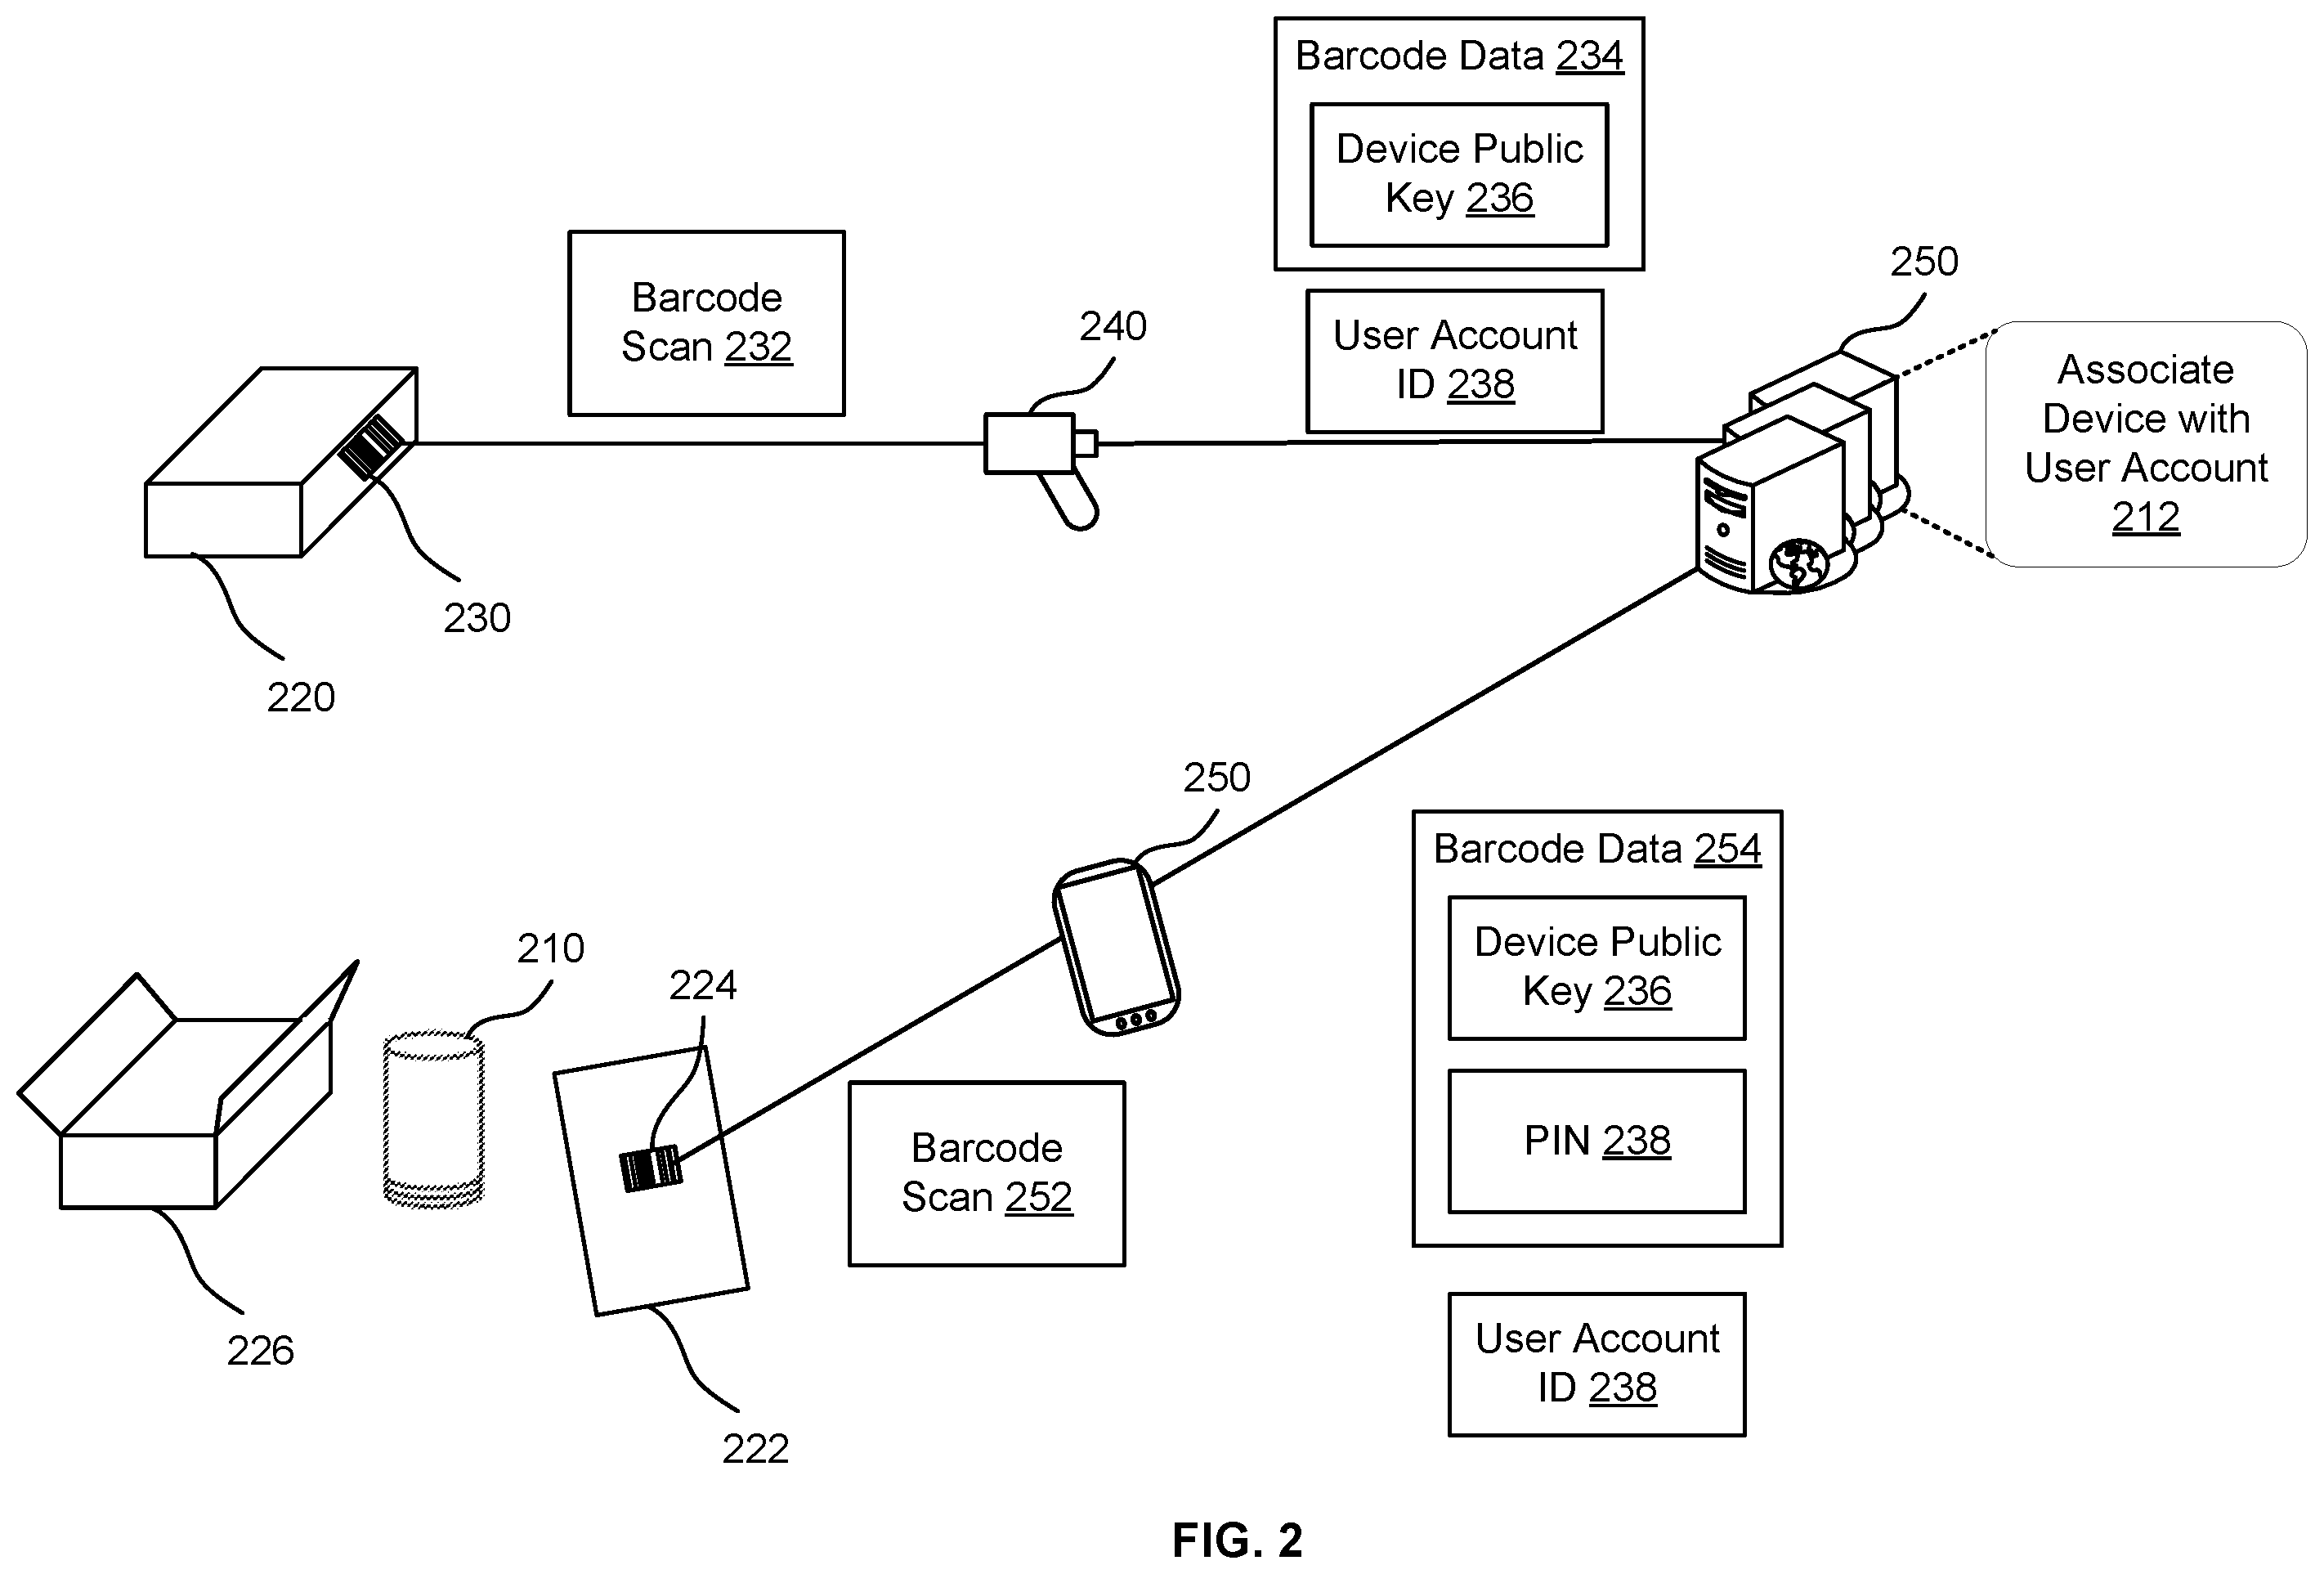 Barcode Data 234
Device Public
Key 236
250
Barcode
Scan 232
240
User Account
ID 238
Associate
Device with
User Account
212
230
220
250
Barcode Data 254
210
224
Device Public
Key 236
PIN 238
Barcode
Scan 252
226
User Account
ID 238
222
FIG. 2